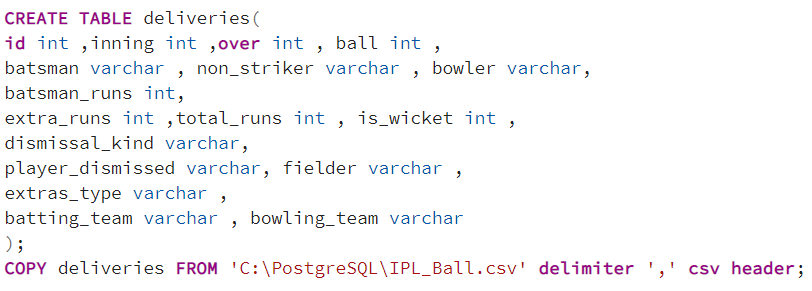 CREATE TABLE deliveries(
id int ,inning int ,over int , ball int ,
batsman varchar , non_striker varchar , bowler varchar,
batsman_runs int,
extra_runs int ,total_runs int , is_wicket int ,
dismissal_kind varchar,
player_dismissed varchar, fielder varchar ,
extras_type varchar ,
batting_team varchar , bowling_team varchar
);
COPY deliveries FROM 'C:\PostgreSQL\IPL_Ball.csv' delimiter ',' csv header;